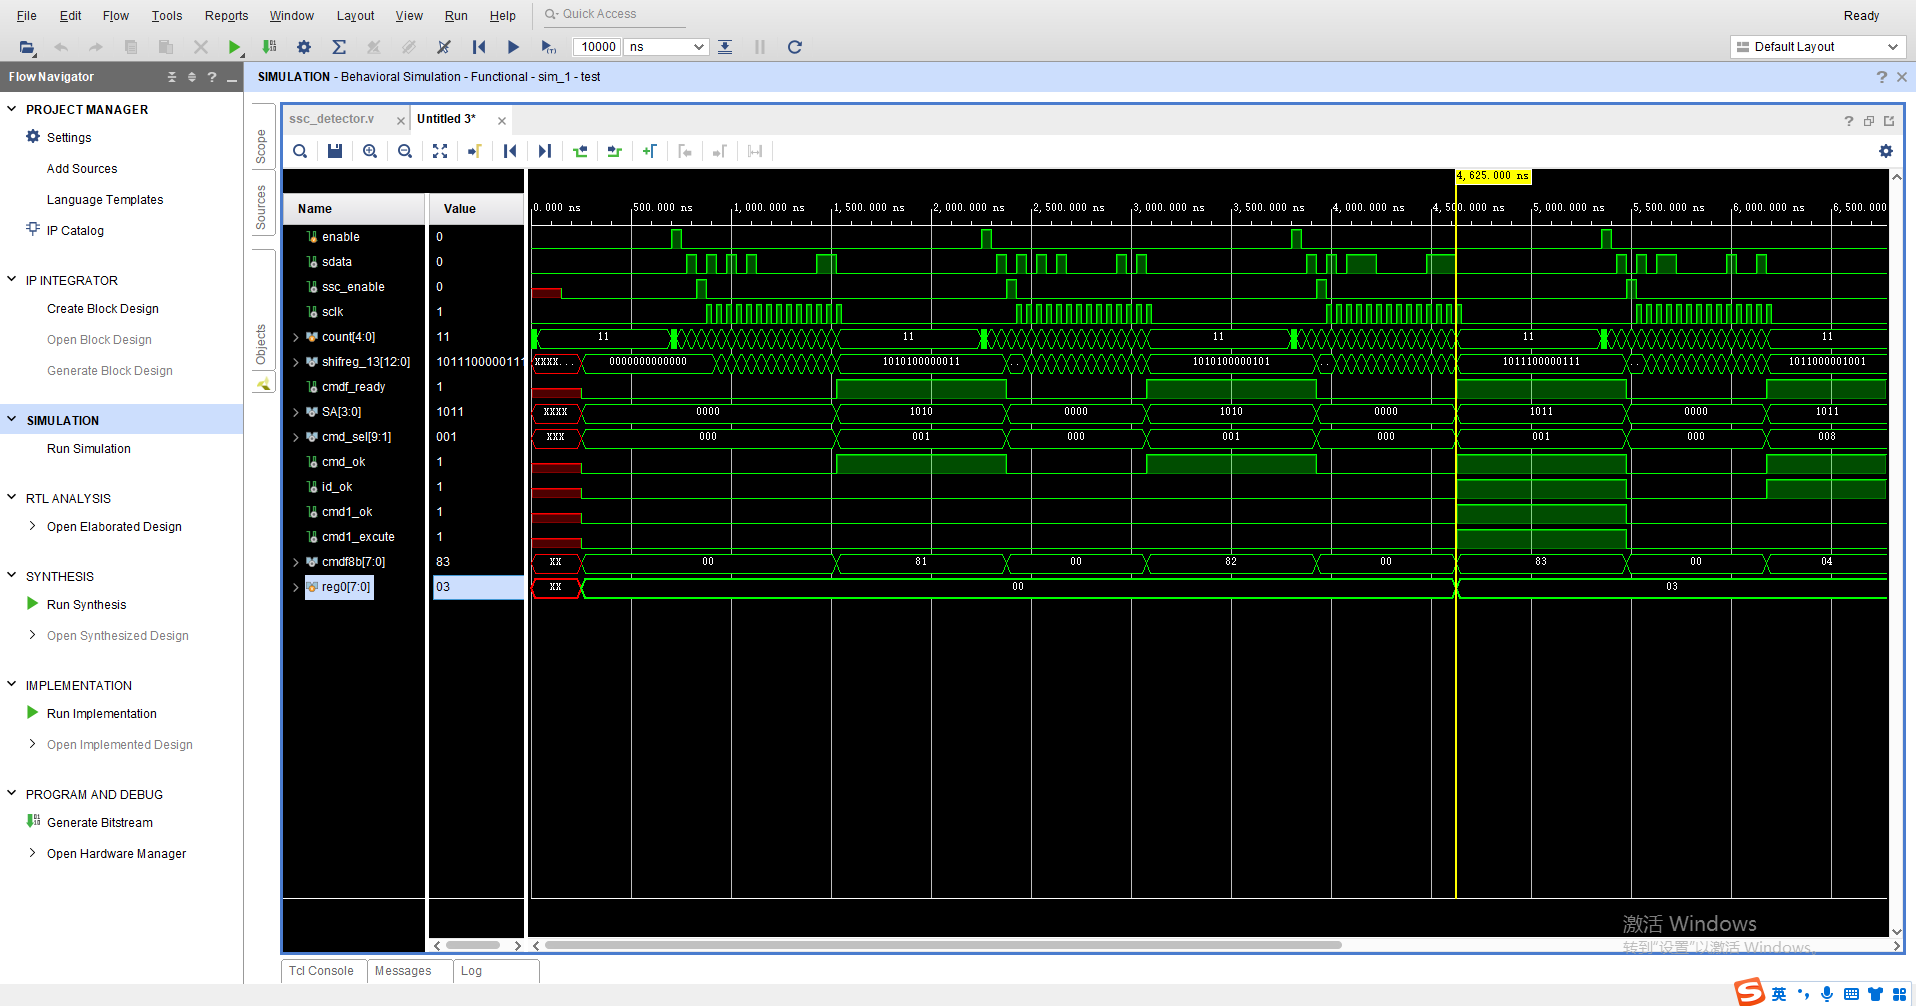 File Edit Flow Tools Reports Window Layout View Run Help Quick Access Ready
10000 ns Default Layout
Flow Navigator
SIMULATION - Behavioral Simulation - Functional - sim_1 - test
PROJECT MANAGER
Settings
Add Sources
Language Templates
IP Catalog
IP INTEGRATOR
Create Block Design
Open Block Design
Generate Block Design
SIMULATION
Run Simulation
RTL ANALYSIS
Open Elaborated Design
SYNTHESIS
Run Synthesis
Open Synthesized Design
IMPLEMENTATION
Run Implementation
Open Implemented Design
PROGRAM AND DEBUG
Generate Bitstream
Open Hardware Manager
Scope
Sources
Objects
ssc_detector.v Untitled 3*
4,625.000 ns
Name Value
0.000 ns 500.000 ns 1,000.000 ns 1,500.000 ns 2,000.000 ns 2,500.000 ns 3,000.000 ns 3,500.000 ns 4,000.000 ns 4,500.000 ns 5,000.000 ns 5,500.000 ns 6,000.000 ns 6,500.000
enable 0
sdata 0
ssc_enable 0
sclk 1
count[4:0] 11 11 11 11 11 11
shifreg_13[12:0] 1011100000111 XXXX... 0000000000000 1010100000011 .. 1010100000101 .. 1011100000111 .. 1011000001001
cmdf_ready 1
SA[3:0] 1011 XXXX 0000 1010 0000 1010 0000 1011 0000 1011
cmd_sel[9:1] 001 XXX 000 001 000 001 000 001 000 008
cmd_ok 1
id_ok 1
cmd1_ok 1
cmd1_excute 1
cmdf8b[7:0] 83 XX 00 81 00 82 00 83 00 04
reg0[7:0] 03 XX 00 03
激活 Windows
转到"设置"以激活 Windows。
Tcl Console Messages Log
英